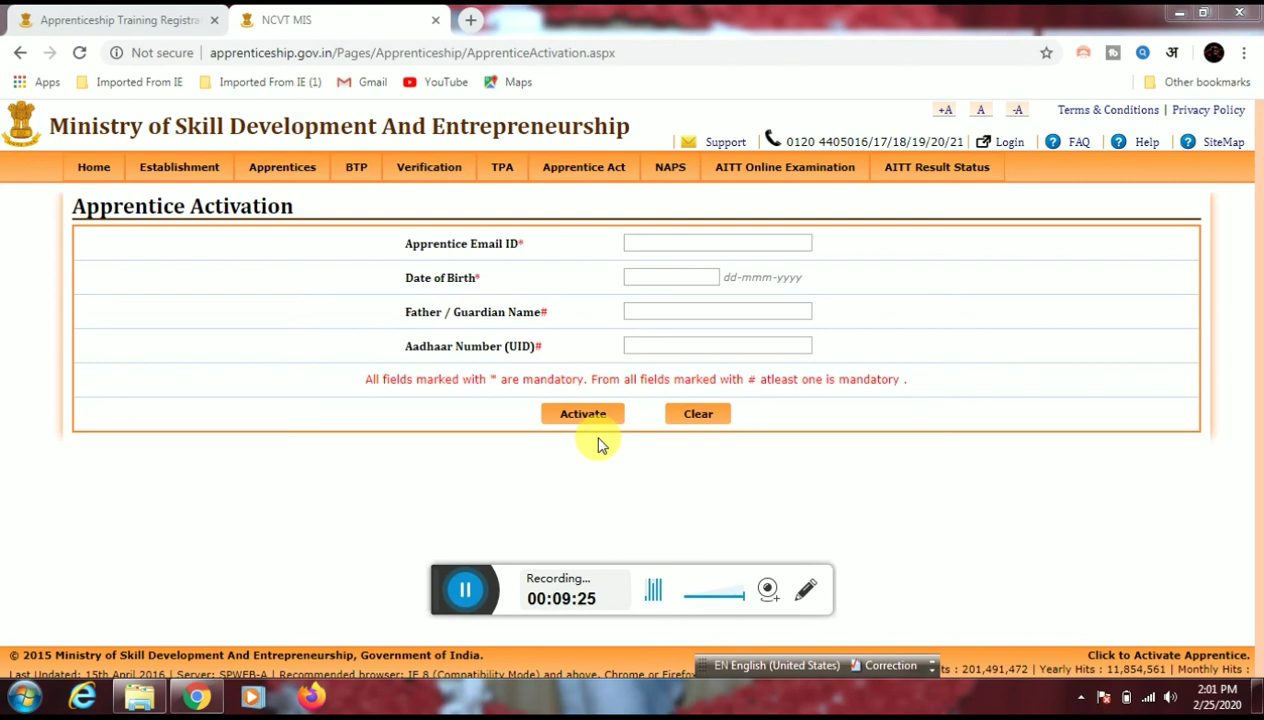 Apprenticeship Training Registra
NCVT MIS
Not secure
apprenticeship.gov.in/Pages/Apprenticeship/ApprenticeActivation.aspx
Apps
Imported From IE
Imported From IE (1)
Gmail
YouTube
Maps
Other bookmarks
+A
A
-A
Terms & Conditions | Privacy Policy
Ministry of Skill Development And Entrepreneurship
Support
0120 4405016/17/18/19/20/21
Login
FAQ
Help
SiteMap
Home
Establishment
Apprentices
BTP
Verification
TPA
Apprentice Act
NAPS
AITT Online Examination
AITT Result Status
Apprentice Activation
Apprentice Email ID*
Date of Birth*
dd-mmm-yyyy
Father / Guardian Name#
Aadhaar Number (UID)#
All fields marked with * are mandatory. From all fields marked with # atleast one is mandatory .
Activate
Clear
Recording...
00:09:25
© 2015 Ministry of Skill Development And Entrepreneurship, Government of India.
Click to Activate Apprentice.
Last Updated: 15th April 2016 | Server: SPWEB-A | Recommended browser: IE 8 (Compatibility Mode) and above, Chrome or Firefox
EN English (United States)
Correction
ts : 201,491,472 | Yearly Hits : 11,854,561 | Monthly Hits :
2:01 PM
2/25/2020